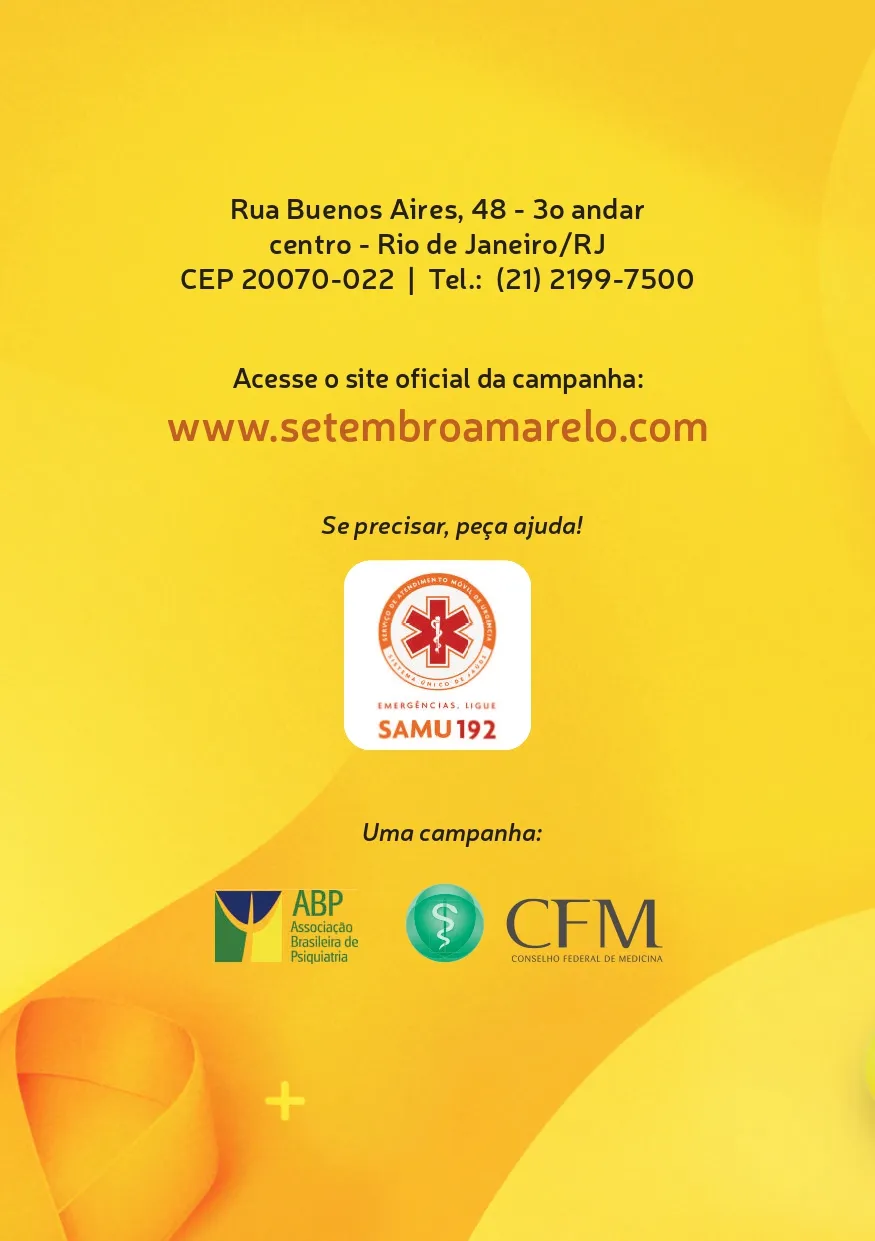 Rua Buenos Aires, 48 - 3o andar
centro - Rio de Janeiro/RJ
CEP 20070-022 | Tel.: (21) 2199-7500
Acesse o site oficial da campanha:
www.setembroamarelo.com
Se precisar, peça ajuda!
SERVIÇO DE ATENDIMENTO MÓVIL DE URGÊNCIA
SISTEMA ÚNICO DE SAÚDE
EMERGÊNCIAS, LIGUE
SAMU 192
Uma campanha:
ABP
Associação
Brasileira de
Psiquiatria
CFM
CONSELHO FEDERAL DE MEDICINA